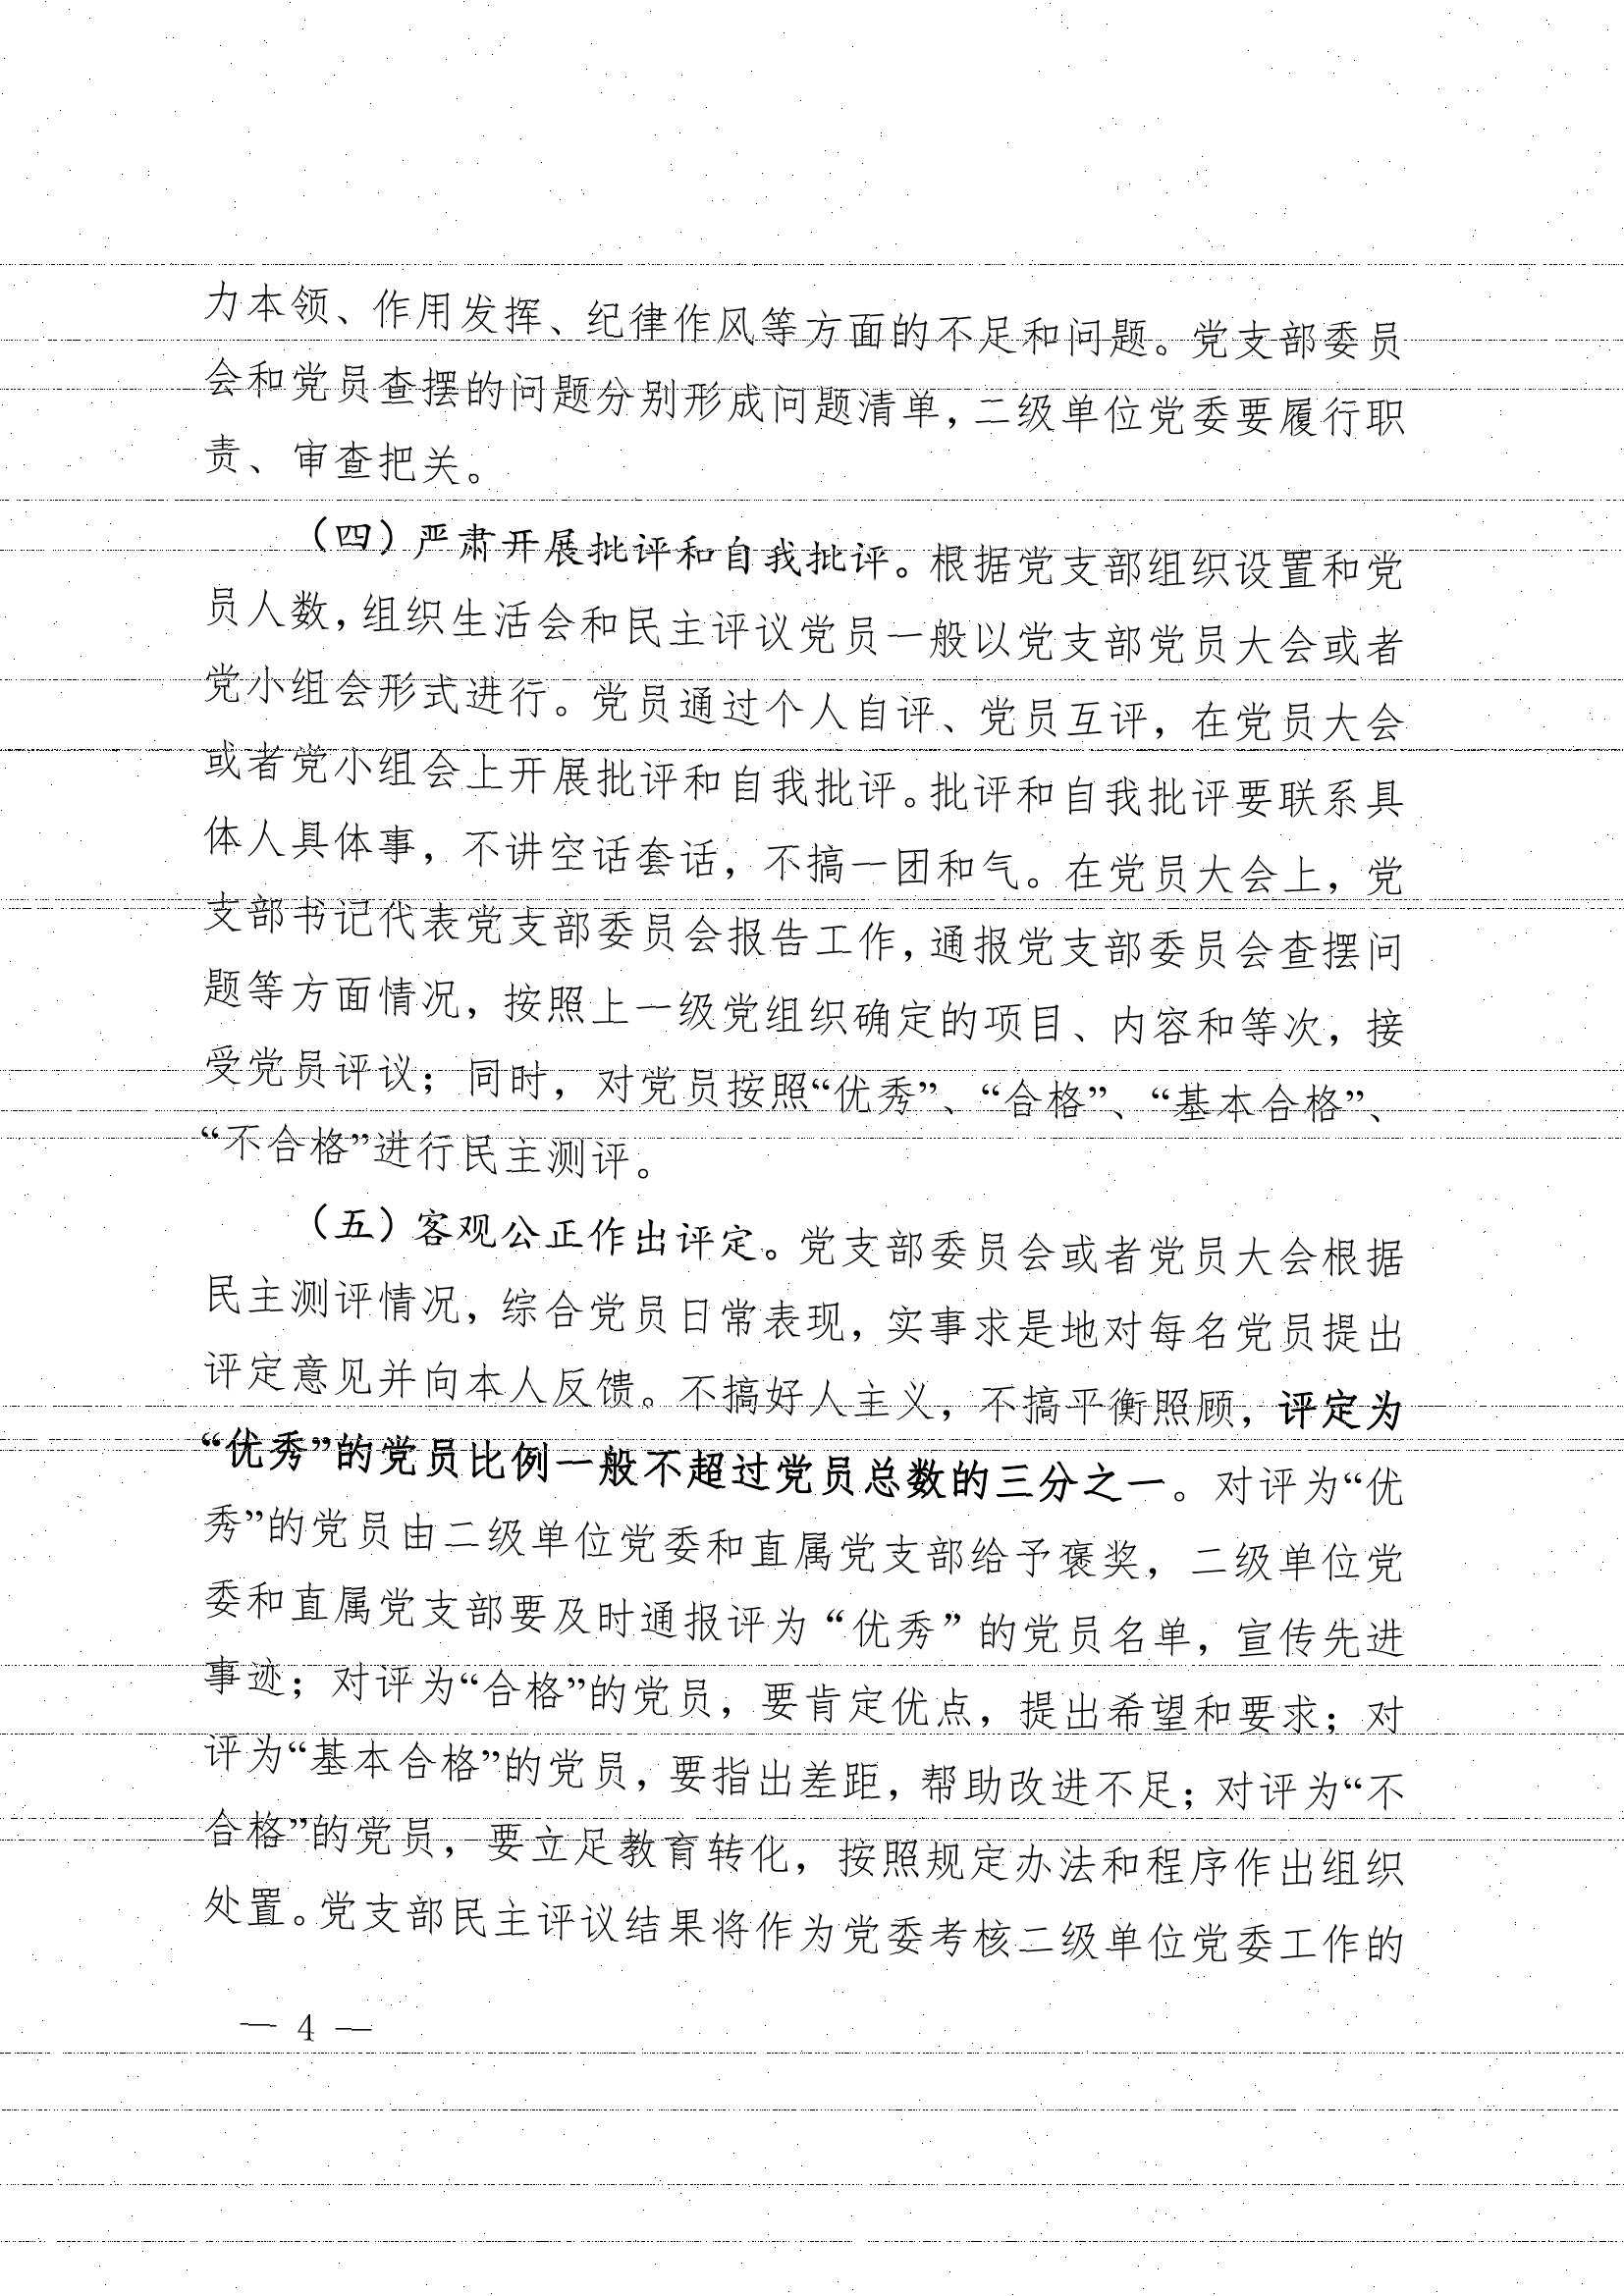 力本领、作用发挥、纪律作风等方面的不足和问题。党支部委员
会和党员查摆的问题分别形成问题清单，二级单位党委要履行职
责、审查把关。
（四）严肃开展批评和自我批评。根据党支部组织设置和党
员人数，组织生活会和民主评议党员一般以党支部党员大会或者
党小组会形式进行。党员通过个人自评、党员互评，在党员大会
或者党小组会上开展批评和自我批评。批评和自我批评要联系具
体人具体事，不讲空话套话，不搞一团和气。在党员大会上，党
支部书记代表党支部委员会报告工作，通报党支部委员会查摆问
题等方面情况，按照上一级党组织确定的项目、内容和等次，接
受党员评议；同时，对党员按照“优秀”、“合格”、“基本合格”、
“不合格”进行民主测评。
（五）客观公正作出评定。党支部委员会或者党员大会根据
民主测评情况，综合党员日常表现，实事求是地对每名党员提出
评定意见并向本人反馈。不搞好人主义，不搞平衡照顾，评定为
“优秀”的党员比例一般不超过党员总数的三分之一。对评为“优
秀”的党员由二级单位党委和直属党支部给予褒奖，二级单位党
委和直属党支部要及时通报评为“优秀”的党员名单，宣传先进
事迹；对评为“合格”的党员，要肯定优点，提出希望和要求；对
评为“基本合格”的党员，要指出差距，帮助改进不足；对评为“不
合格”的党员，要立足教育转化，按照规定办法和程序作出组织
处置。党支部民主评议结果将作为党委考核二级单位党委工作的
— 4 —